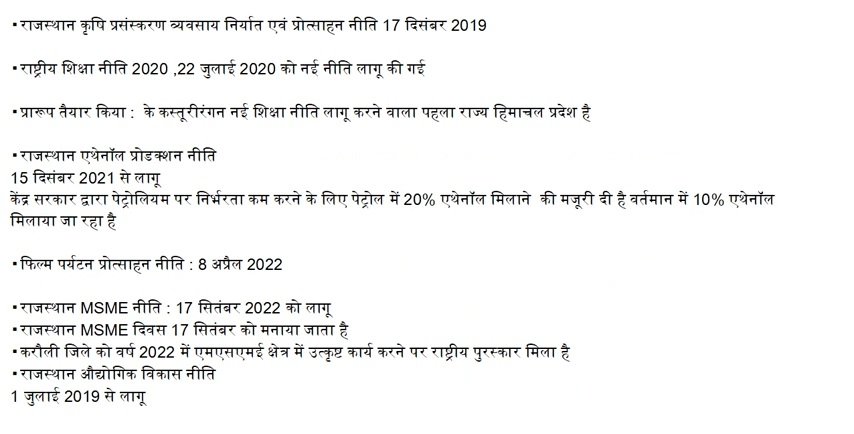 ▪राजस्थान कृषि प्रसंस्करण व्यवसाय निर्यात एवं प्रोत्साहन नीति 17 दिसंबर 2019
▪राष्ट्रीय शिक्षा नीति 2020 ,22 जुलाई 2020 को नई नीति लागू की गई
▪प्रारूप तैयार किया : के कस्तूरीरंगन नई शिक्षा नीति लागू करने वाला पहला राज्य हिमाचल प्रदेश है
▪राजस्थान एथेनॉल प्रोडक्शन नीति
15 दिसंबर 2021 से लागू
केंद्र सरकार द्वारा पेट्रोलियम पर निर्भरता कम करने के लिए पेट्रोल में 20% एथेनॉल मिलाने की मजूरी दी है वर्तमान में 10% एथेनॉल
मिलाया जा रहा है
▪फिल्म पर्यटन प्रोत्साहन नीति : 8 अप्रैल 2022
▪राजस्थान MSME नीति : 17 सितंबर 2022 को लागू
▪राजस्थान MSME दिवस 17 सितंबर को मनाया जाता है
▪करौली जिले को वर्ष 2022 में एमएसएमई क्षेत्र में उत्कृष्ट कार्य करने पर राष्ट्रीय पुरस्कार मिला है
▪राजस्थान औद्योगिक विकास नीति
1 जुलाई 2019 से लागू